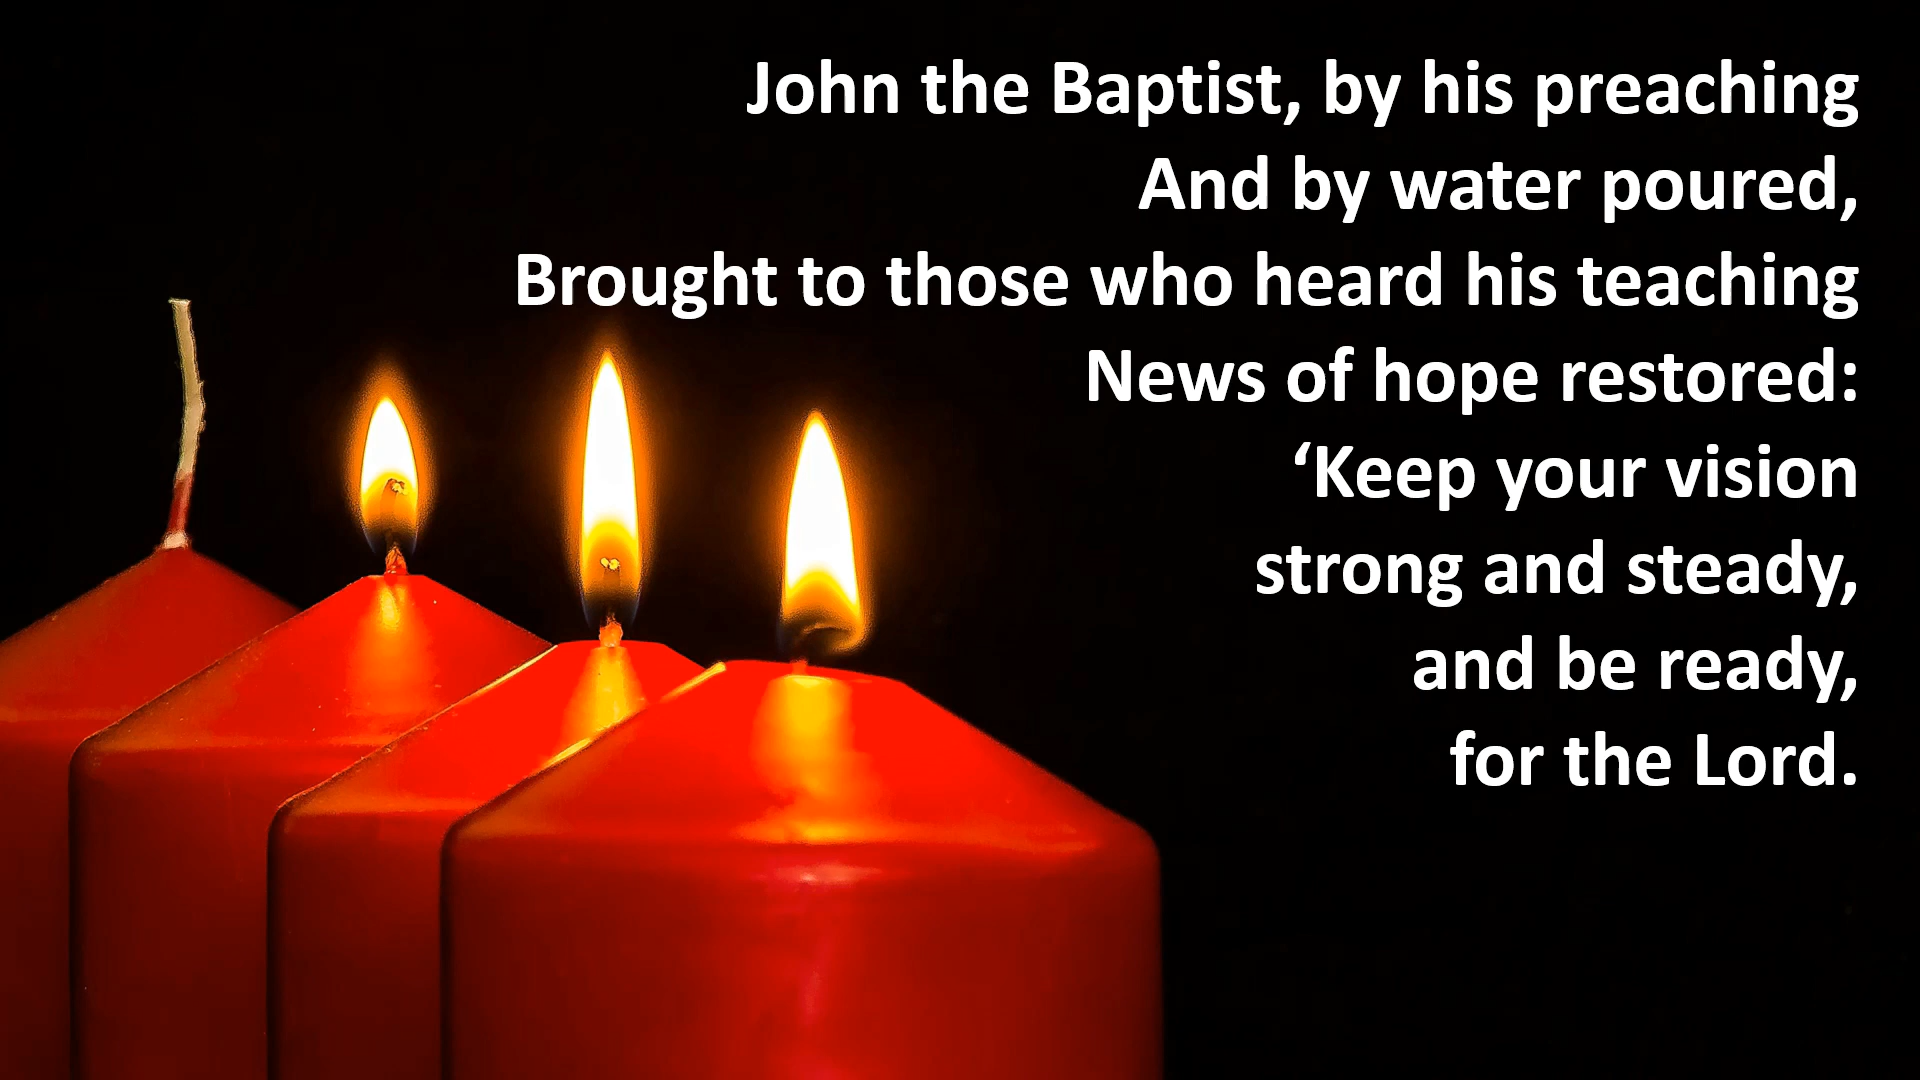 John the Baptist, by his preaching
And by water poured,
Brought to those who heard his teaching
News of hope restored:
‘Keep your vision
strong and steady,
and be ready,
for the Lord.